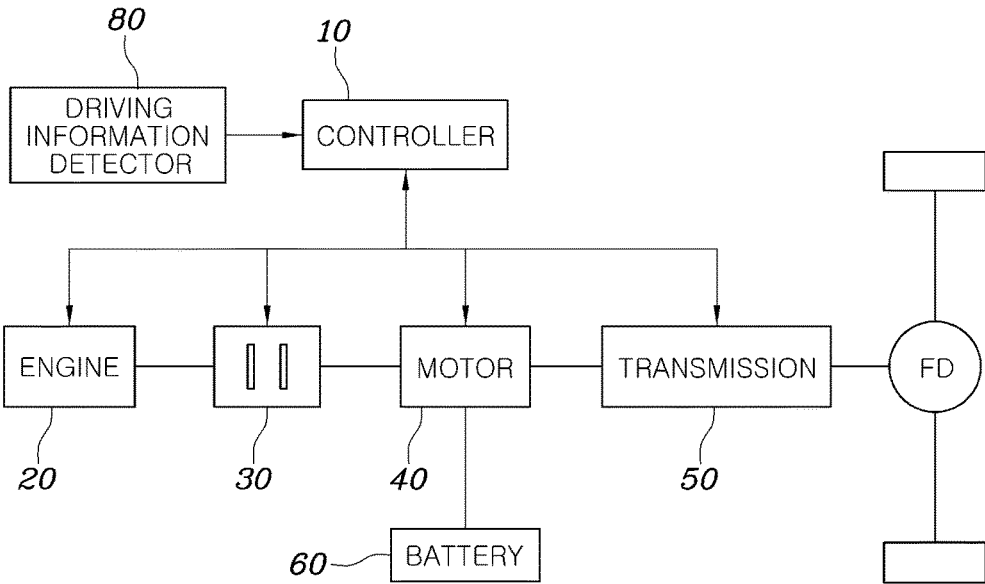 80
10
DRIVING
INFORMATION
DETECTOR
CONTROLLER
ENGINE
MOTOR
TRANSMISSION
FD
20
30
40
50
60
BATTERY